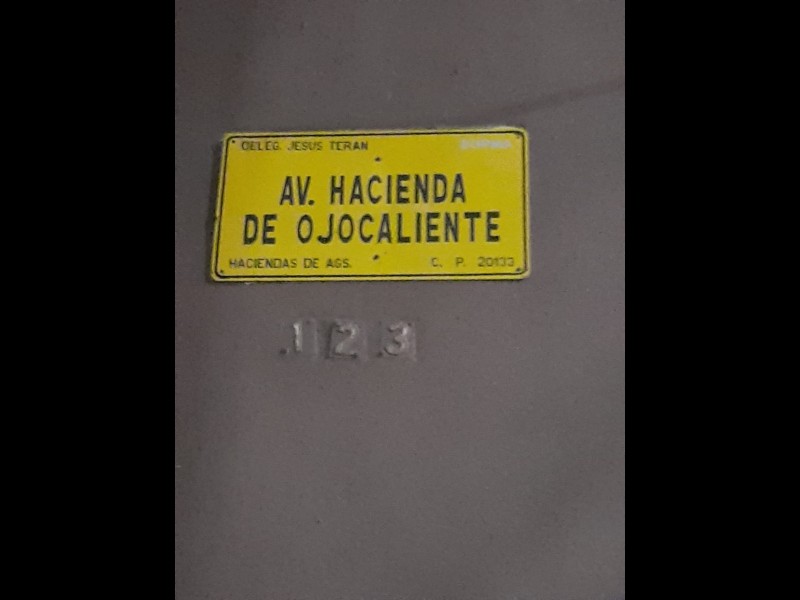 DELEG. JESUS TERAN
AV. HACIENDA
DE OJOCALIENTE
HACIENDAS DE AGS. C. P. 20133
123